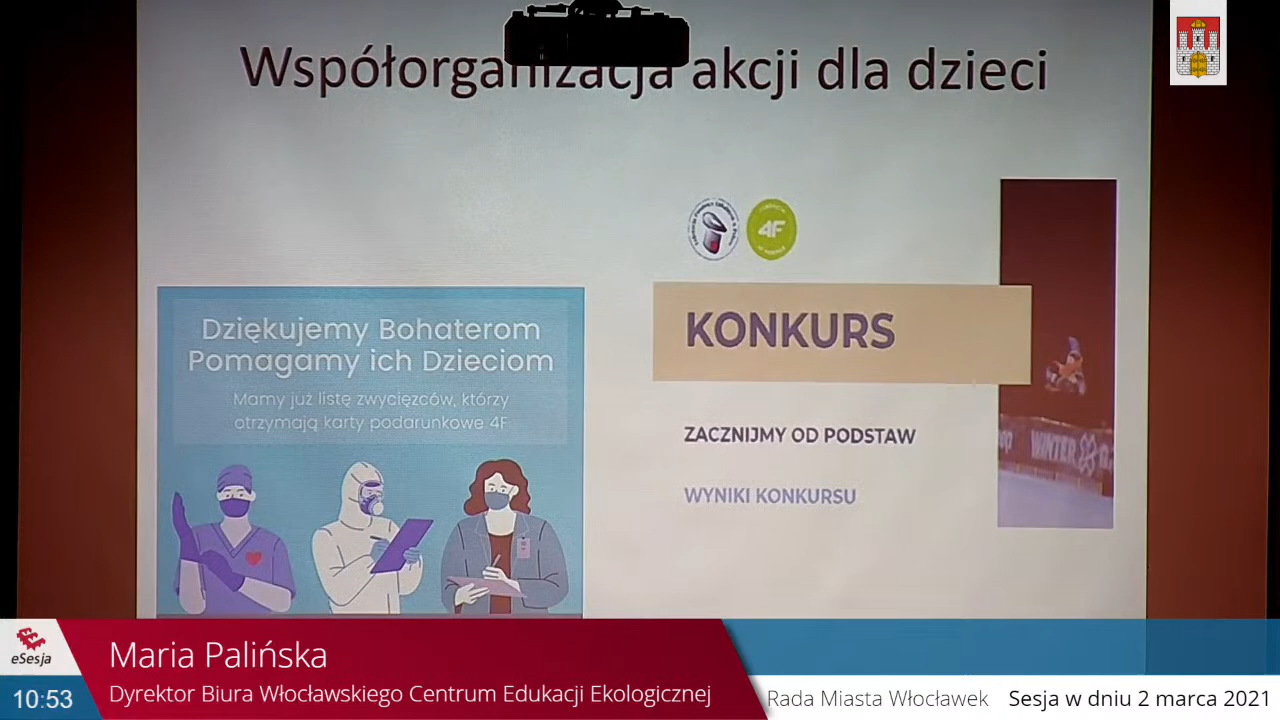 Współorganizacja akcji dla dzieci
4F
KONKURS
Dziękujemy Bohaterom
Pomagamy ich Dzieciom
Mamy już listę zwycięzców, którzy
otrzymają karty podarunkowe 4F
ZACZNIJMY OD PODSTAW
WYNIKI KONKURSU
WINTER
eSesja
Maria Palińska
10:53
Dyrektor Biura Włocławskiego Centrum Edukacji Ekologicznej
Rada Miasta Włocławek
Sesja w dniu 2 marca 2021